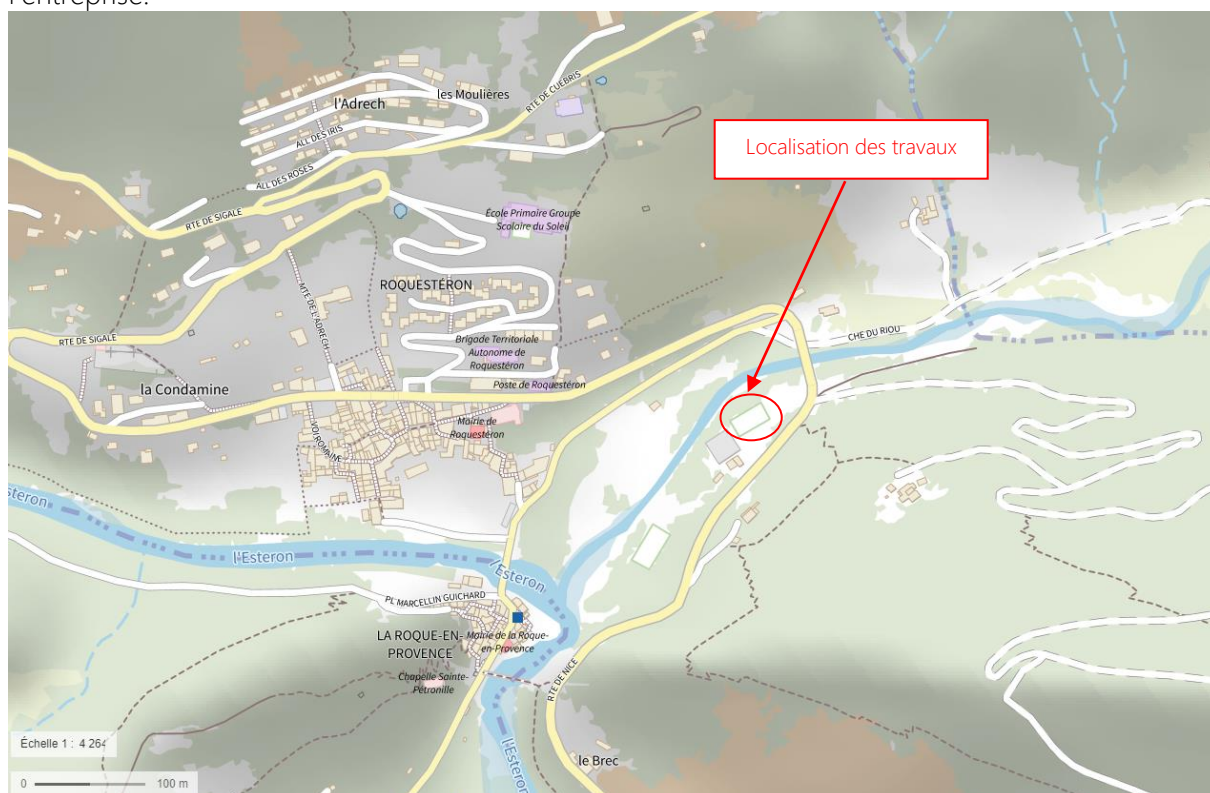 l'entreprise.
les Moulières
l'Adrech
RTE DE CUÉBRIS
ALL DES IRIS
ALL DES ROSES
Localisation des travaux
RTE DE SIGALE
École Primaire Groupe
Scolaire du Soleil
ROQUESTÉRON
MTE DE L'ADRECH
RTE DE SIGALE
CHE DU RIOU
Brigade Territoriale
Autonome de
Roquestéron
la Condamine
Poste de Roquestéron
Mairie de
Roquestéron
VOI ROMAINE
steron
l'Esteron
l'Esteron
PL MARCELLIN GUICHARD
LA ROQUE-EN-
PROVENCE
Mairie de la Roque-
en-Provence
Chapelle Sainte-
Pétronille
RTE DE NICE
l'Esteron
le Brec
Échelle 1 : 4 264
0
100 m